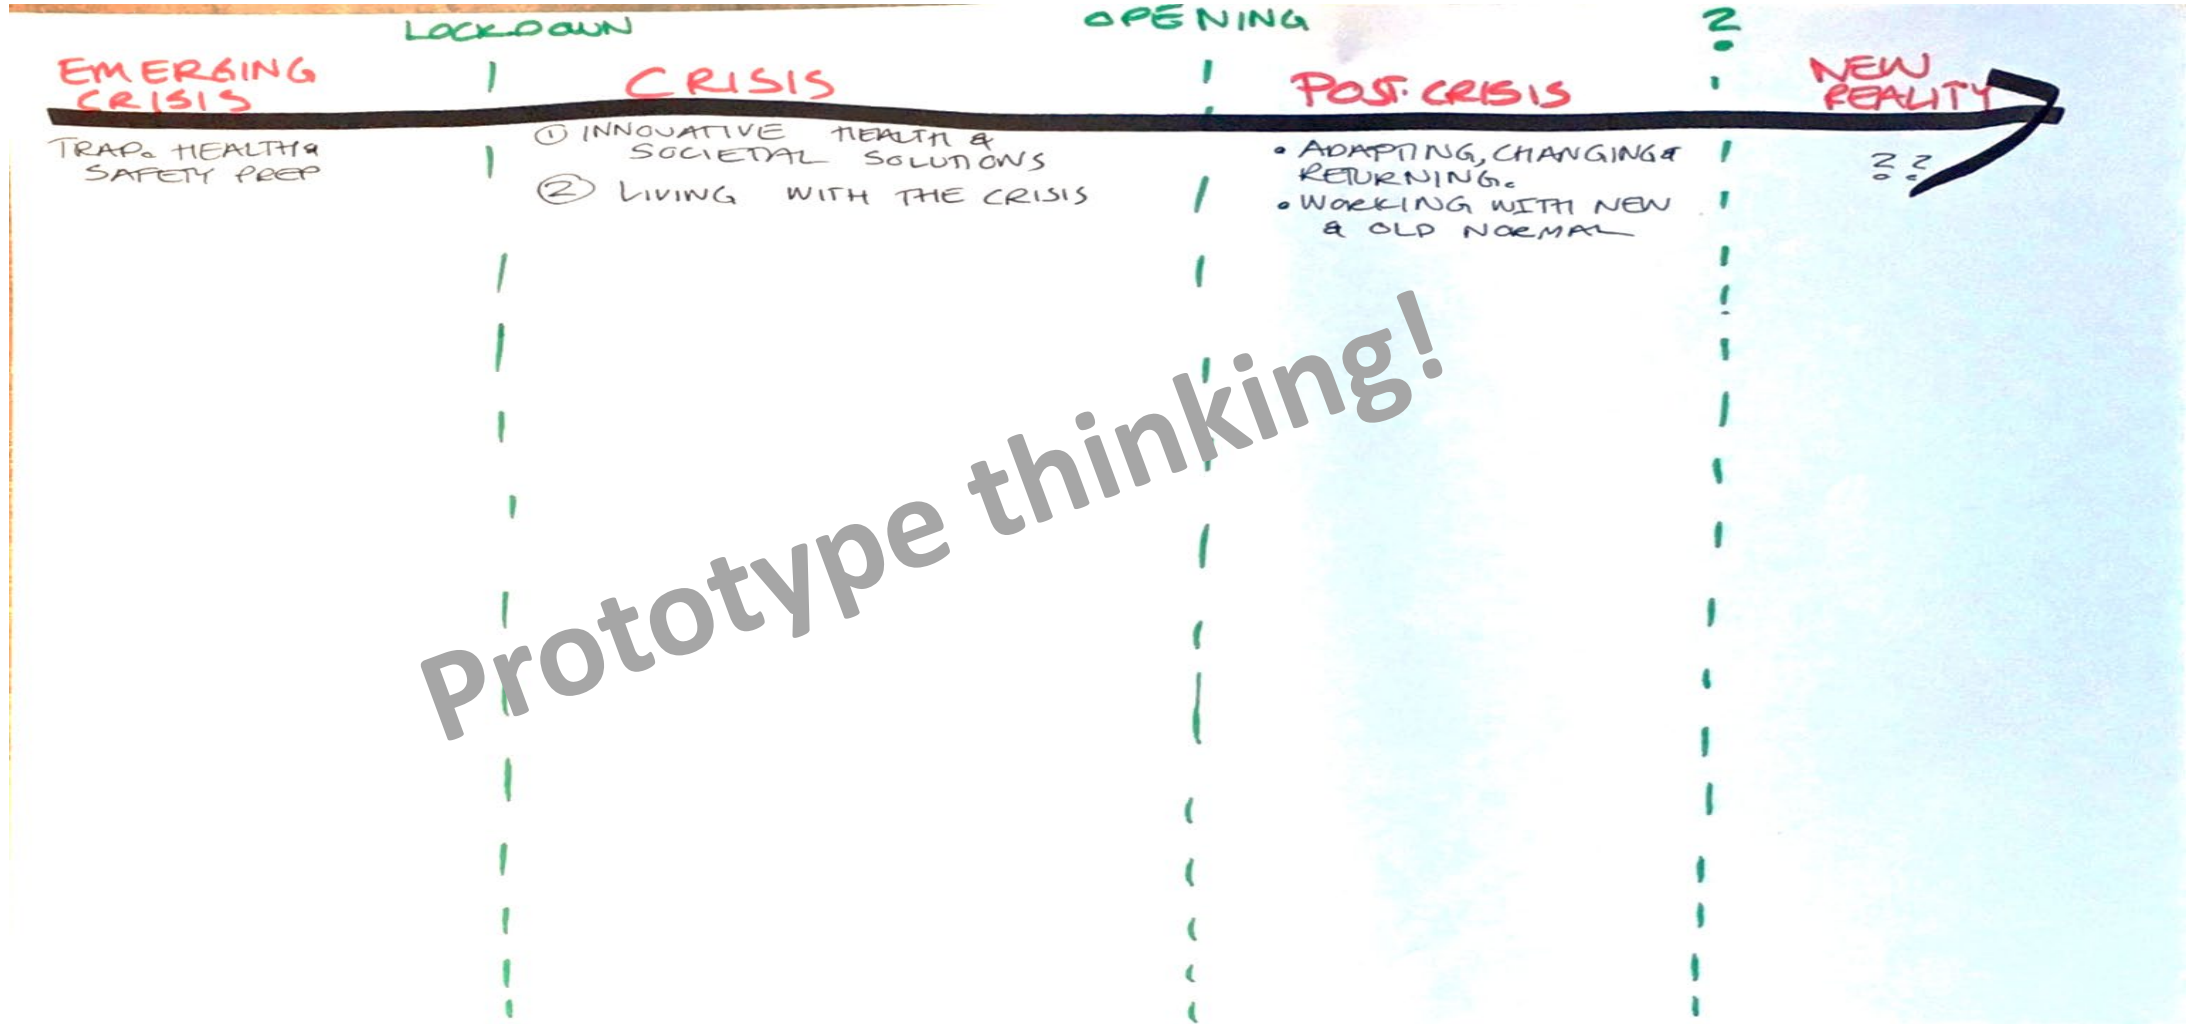 LOCKDOWN
OPENING
?
EMERGING
CRISIS
CRISIS
POST-CRISIS
NEW
REALITY
TRAD. HEALTH &
SAFETY PREP
① INNOVATIVE HEALTH &
SOCIETAL SOLUTIONS
② LIVING WITH THE CRISIS
• ADAPTING, CHANGING &
RETURNING.
• WORKING WITH NEW
& OLD NORMAL
? ?
Prototype thinking!